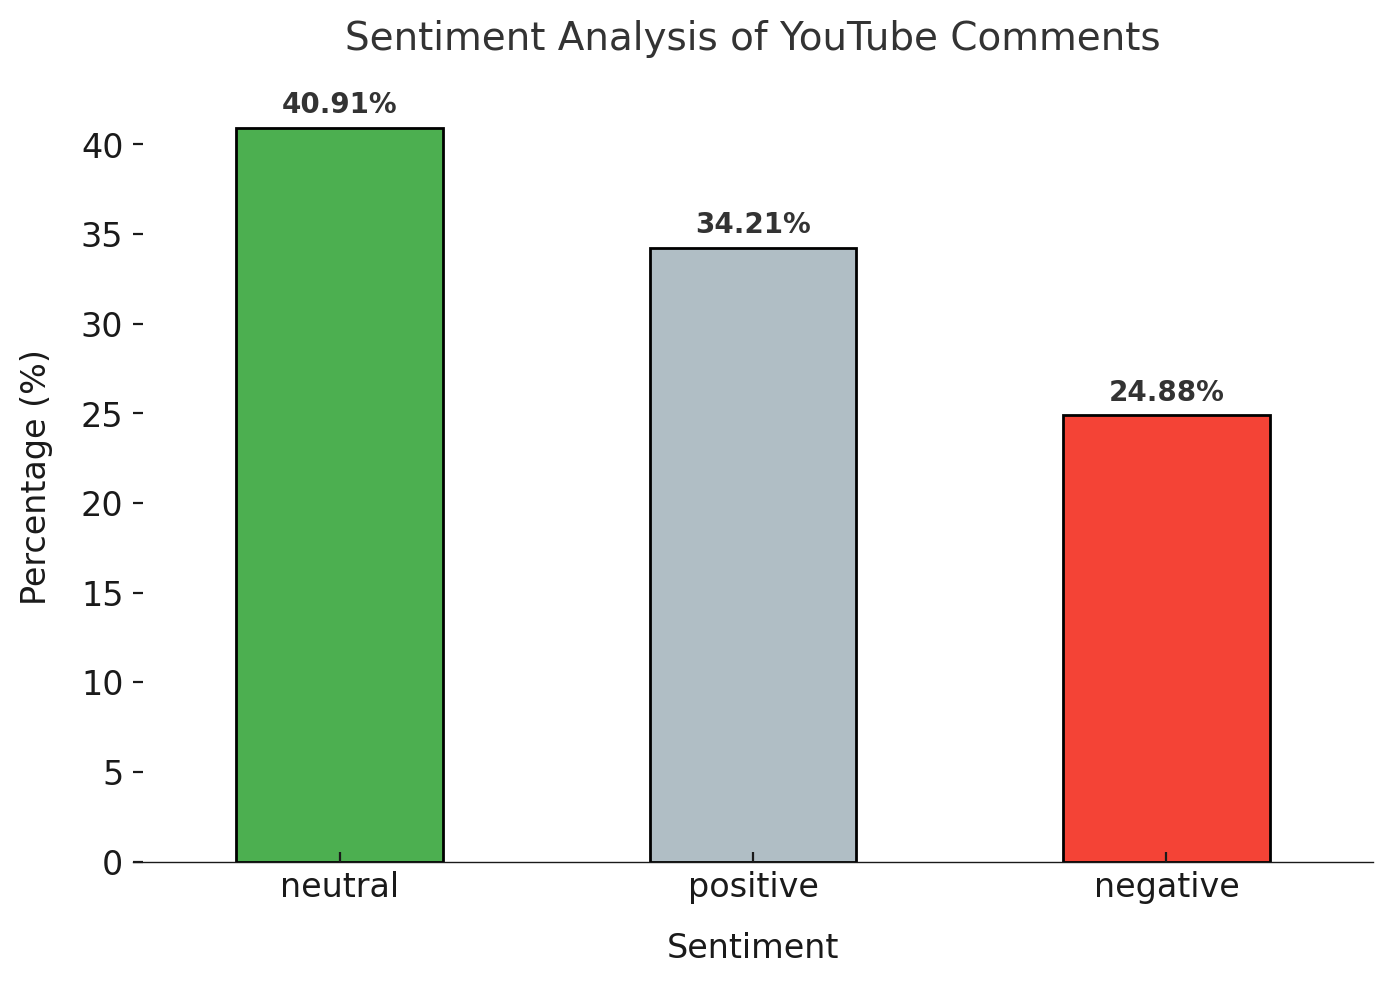 Sentiment Analysis of YouTube Comments
40.91%
34.21%
24.88%
Percentage (%)
40
35
30
25
20
15
10
5
0
neutral
positive
negative
Sentiment